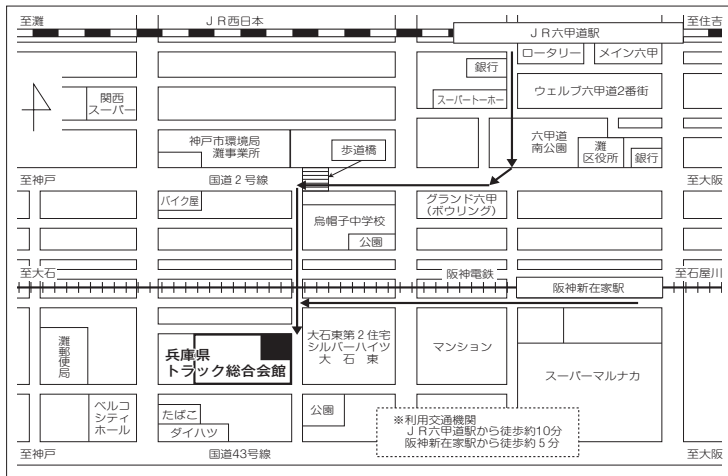 至灘
JR西日本
JR六甲道駅
至住吉
ロータリー
メイン六甲
銀行
関西
スーパー
スーパートーホー
ウェルブ六甲道2番街
神戸市環境局
灘事業所
歩道橋
六甲道
南公園
灘
区役所
銀行
至神戸
国道2号線
至大阪
バイク屋
烏帽子中学校
公園
グランド六甲
(ボウリング)
至大石
阪神電鉄
至石屋川
阪神新在家駅
灘郵便局
兵庫県
トラック総合会館
大石東第2住宅
シルバーハイツ
大石東
マンション
スーパーマルナカ
ベルコ
シティ
ホール
たばこ
ダイハツ
公園
※利用交通機関
JR六甲道駅から徒歩約10分
阪神新在家駅から徒歩約5分
至神戸
国道43号線
至大阪